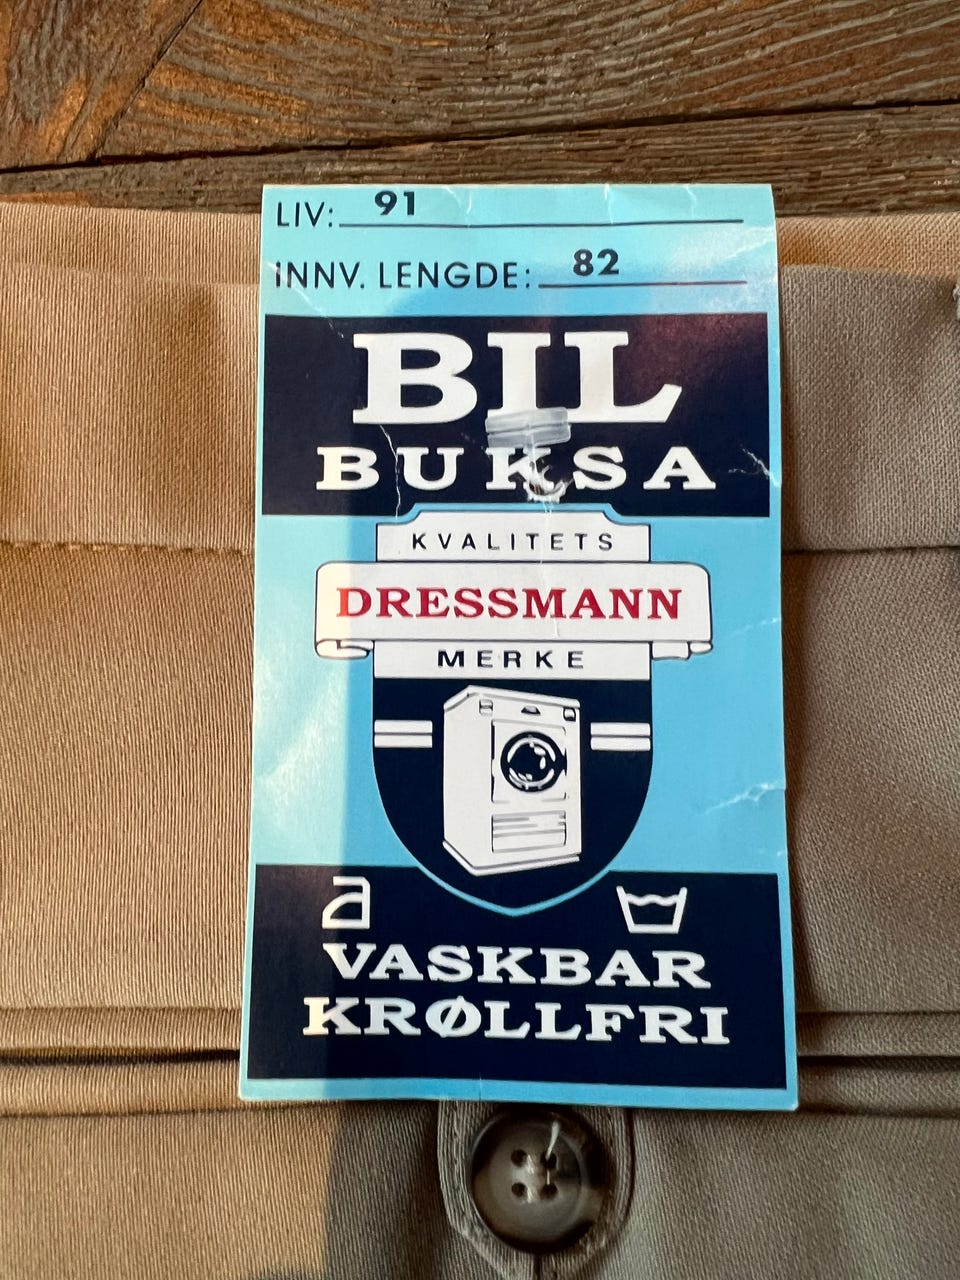 LIV: 91
INNV. LENGDE: 82
BIL
BUKSA
KVALITETS
DRESSMANN
MERKE
a
VASKBAR
KRØLLFRI